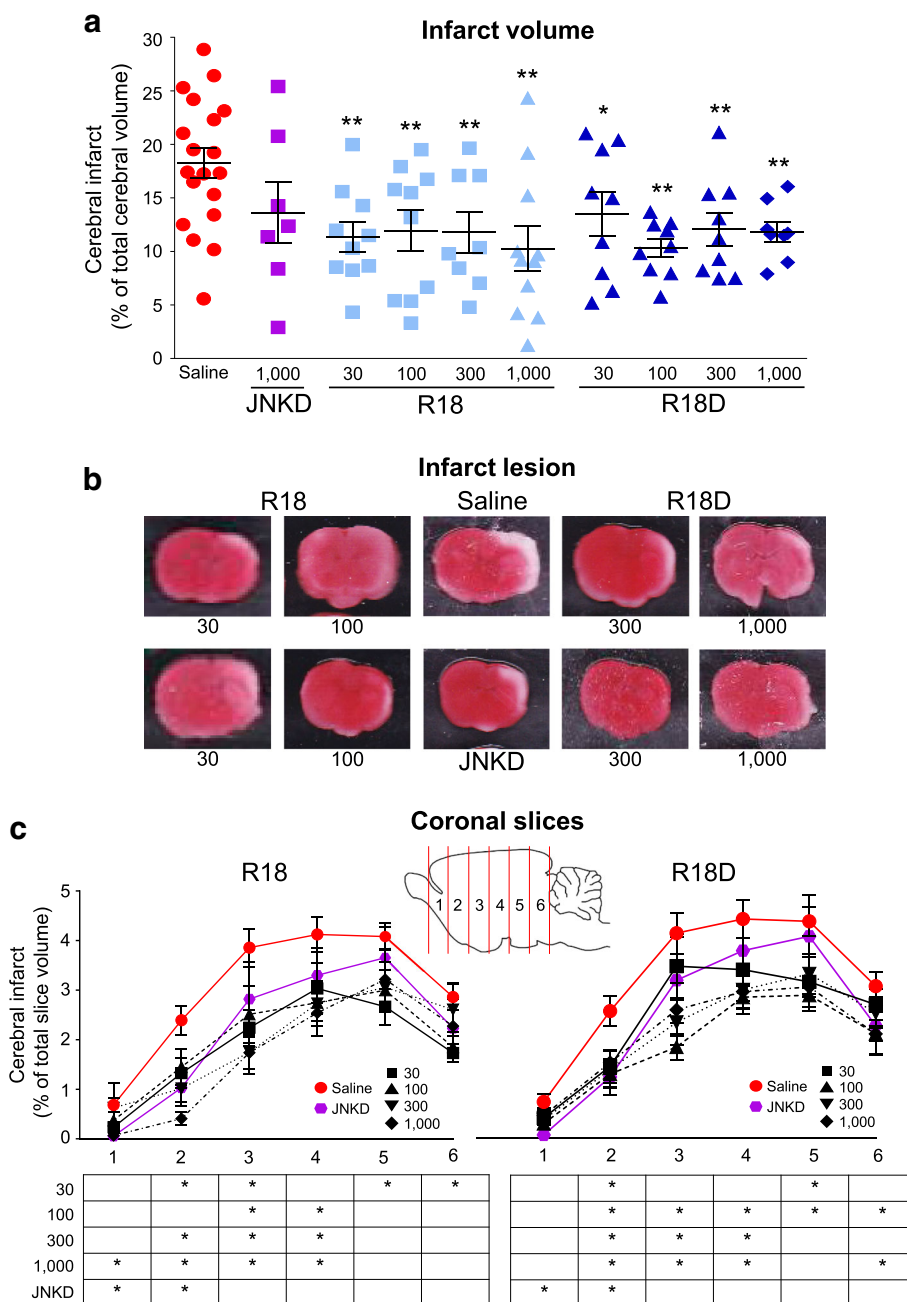 a
Infarct volume
Cerebral infarct
(% of total cerebral volume)
30
25
20
15
10
5
0
** ** ** ** * ** ** **
Saline 1,000 30 100 300 1,000 30 100 300 1,000
JNKD R18 R18D
b
Infarct lesion
R18 Saline R18D
30 100 300 1,000
30 100 JNKD 300 1,000
c
Coronal slices
R18 R18D
1 2 3 4 5 6
Cerebral infarct
(% of total slice volume)
5
4
3
2
1
0
Saline
JNKD
30
100
300
1,000
Saline
JNKD
30
100
300
1,000
1 2 3 4 5 6 1 2 3 4 5 6
30 * * * * * *
100 * * * * * * *
300 * * * * * *
1,000 * * * * * * * *
JNKD * * * *